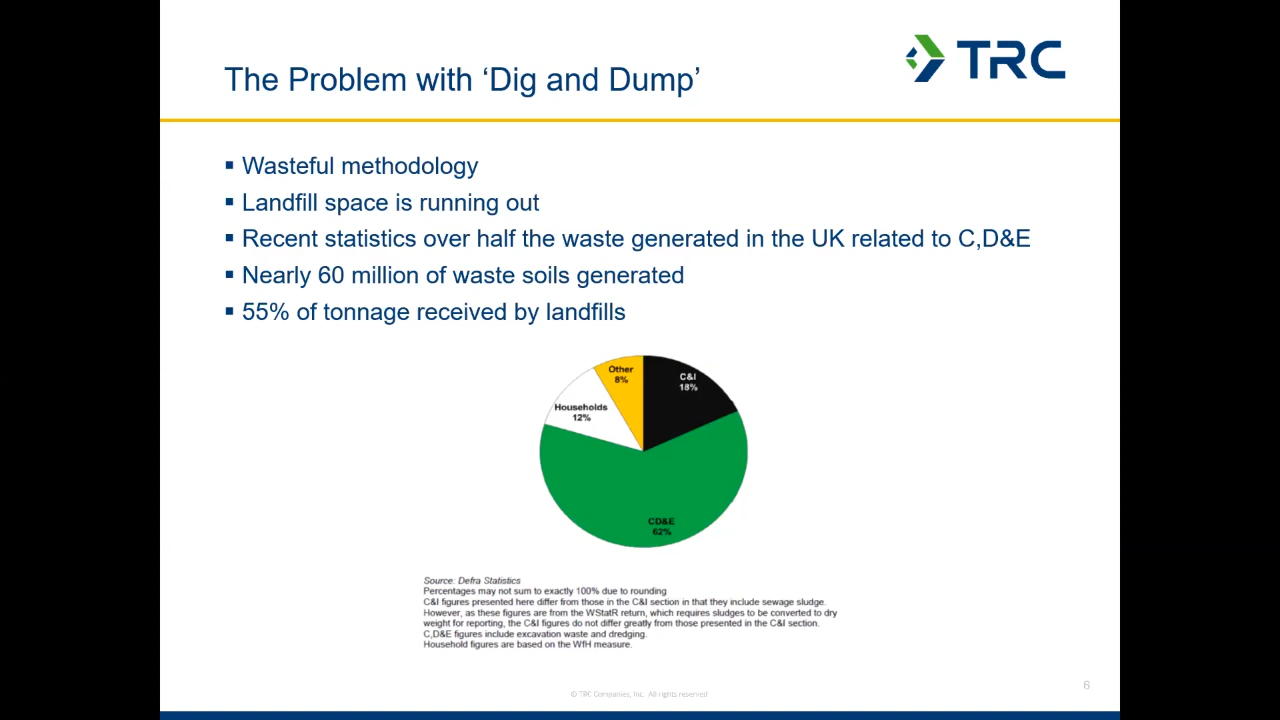 The Problem with ‘Dig and Dump’
TRC
▪ Wasteful methodology
▪ Landfill space is running out
▪ Recent statistics over half the waste generated in the UK related to C,D&E
▪ Nearly 60 million of waste soils generated
▪ 55% of tonnage received by landfills
Other
8%
C&I
18%
Households
12%
CD&E
62%
Source: Defra Statistics
Percentages may not sum to exactly 100% due to rounding
C&I figures presented here differ from those in the C&I section in that they include sewage sludge.
However, as these figures are from the WStatR return, which requires sludges to be converted to dry
weight for reporting, the C&I figures do not differ greatly from those presented in the C&I section.
C,D&E figures include excavation waste and dredging.
Household figures are based on the WfH measure.
6
© TRC Companies, Inc. All rights reserved